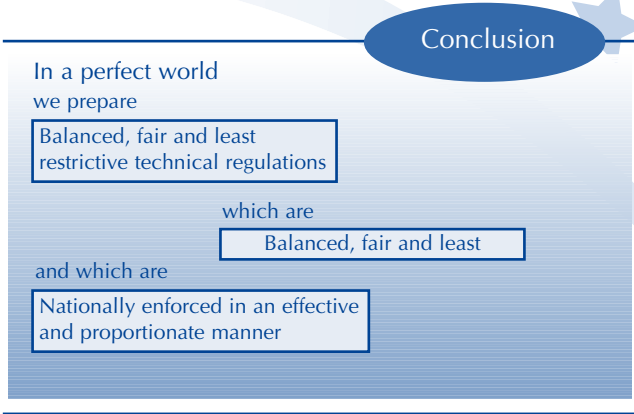 Conclusion
In a perfect world
we prepare
Balanced, fair and least
restrictive technical regulations
which are
Balanced, fair and least
and which are
Nationally enforced in an effective
and proportionate manner